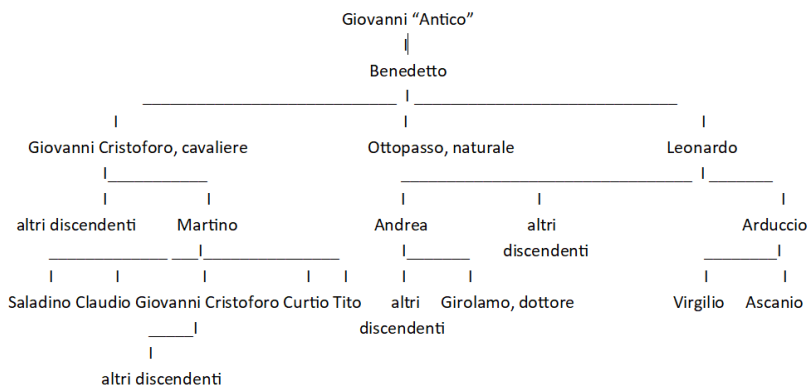 Giovanni “Antico”
Benedetto
Giovanni Cristoforo, cavaliere Ottopasso, naturale Leonardo
altri discendenti Martino Andrea altri Arduccio
discendenti
Saladino Claudio Giovanni Cristoforo Curtio Tito altri Girolamo, dottore Virgilio Ascanio
discendenti
altri discendenti